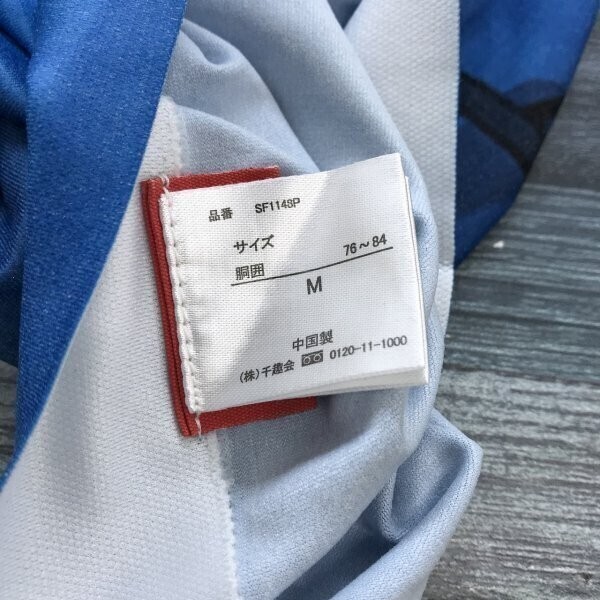 品番 SF1148P
サイズ
胴囲 76～84
M
中国製
(株)千趣会 0120-11-1000